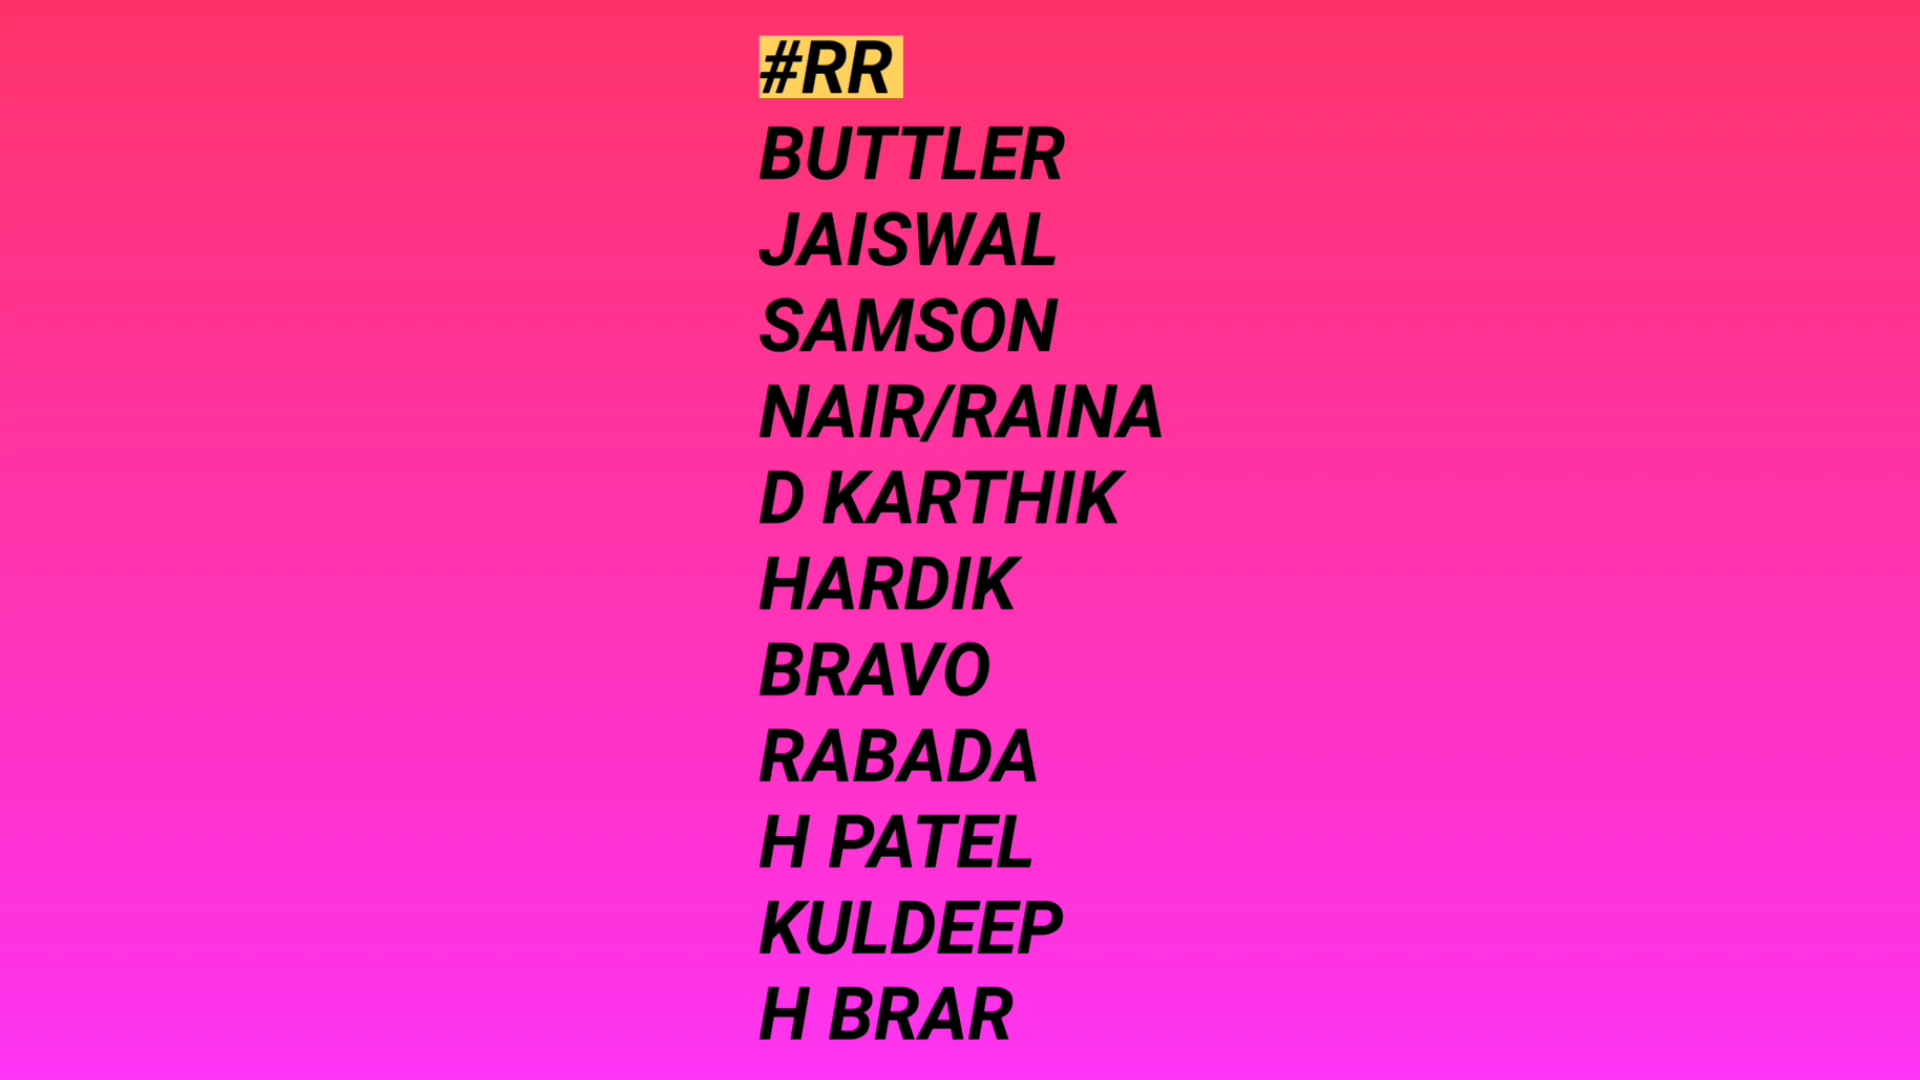 #RR
BUTTLER
JAISWAL
SAMSON
NAIR/RAINA
D KARTHIK
HARDIK
BRAVO
RABADA
H PATEL
KULDEEP
H BRAR